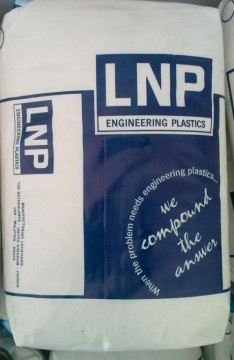 LNP
ENGINEERING PLASTICS
When the problem needs engineering plastics...
we
compound
the
answer
LNP
ENGINEERING PLASTICS